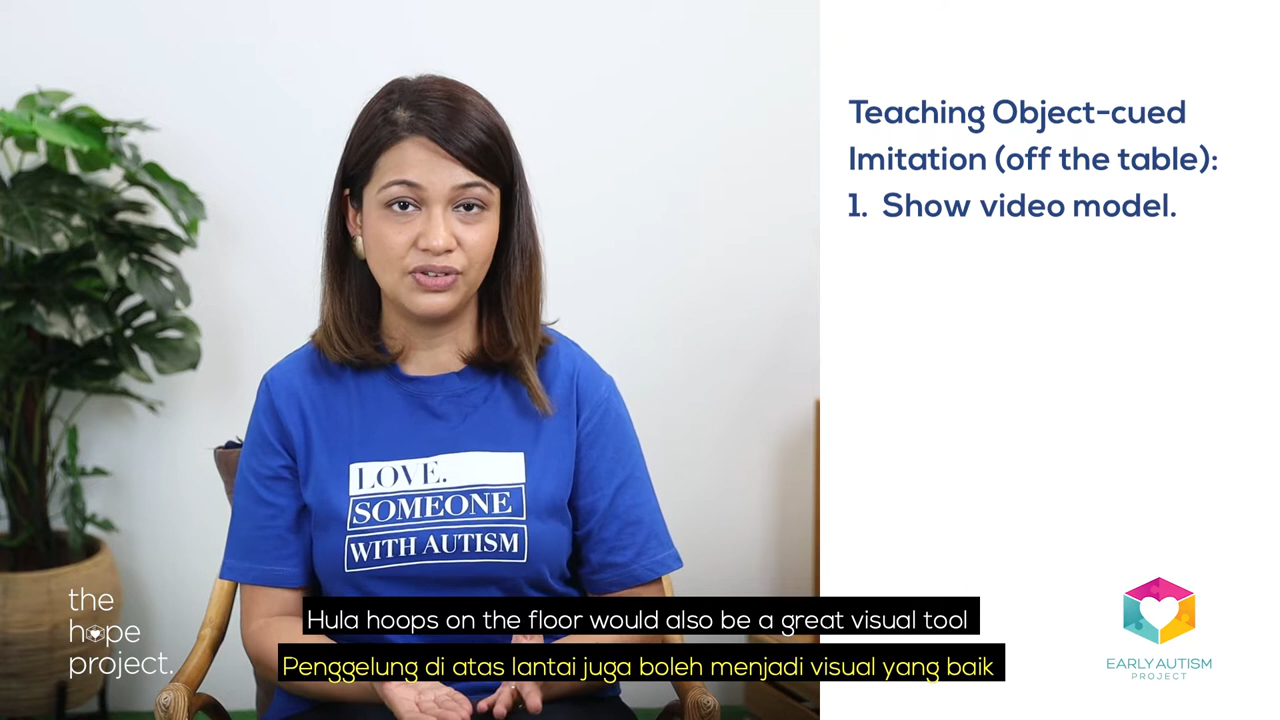 Teaching Object-cued
Imitation (off the table):
1. Show video model.
LOVE.
SOMEONE
WITH AUTISM
the
hope
project.
Hula hoops on the floor would also be a great visual tool
Penggelung di atas lantai juga boleh menjadi visual yang baik
EARLY AUTISM
PROJECT